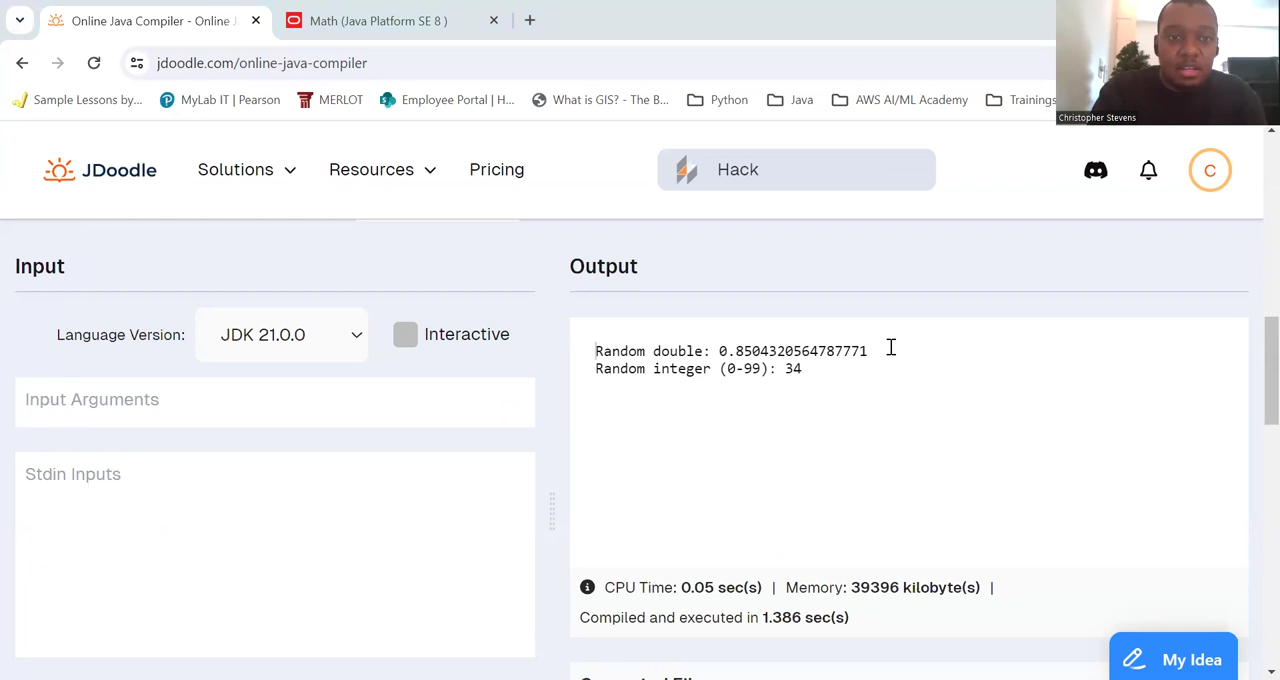 Online Java Compiler - Online
Math (Java Platform SE 8 )
jdoodle.com/online-java-compiler
Sample Lessons by...
MyLab IT | Pearson
MERLOT
Employee Portal | H...
What is GIS? - The B...
Python
Java
AWS AI/ML Academy
Trainings
Christopher Stevens
JDoodle
Solutions
Resources
Pricing
Hack
C
Input
Output
Language Version:
JDK 21.0.0
Interactive
Input Arguments
Stdin Inputs
Random double: 0.8504320564787771
Random integer (0-99): 34
CPU Time: 0.05 sec(s) | Memory: 39396 kilobyte(s) |
Compiled and executed in 1.386 sec(s)
My Idea